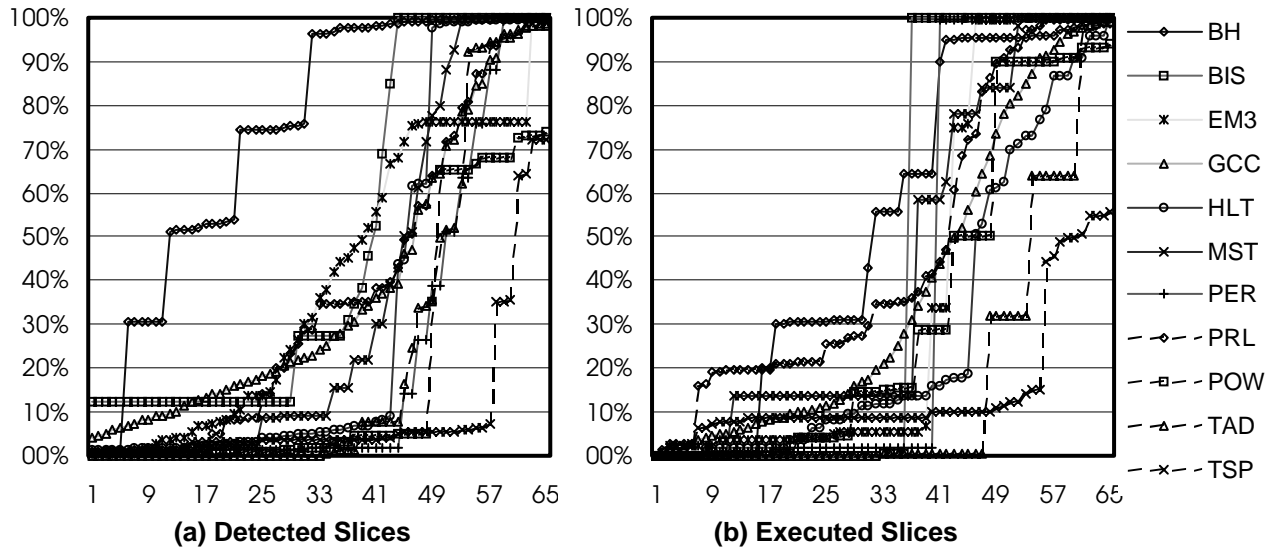 100%
90%
80%
70%
60%
50%
40%
30%
20%
10%
00%
1 9 17 25 33 41 49 57 65
(a) Detected Slices
100%
90%
80%
70%
60%
50%
40%
30%
20%
10%
00%
1 9 17 25 33 41 49 57 65
(b) Executed Slices
BH
BIS
EM3
GCC
HLT
MST
PER
PRL
POW
TAD
TSP